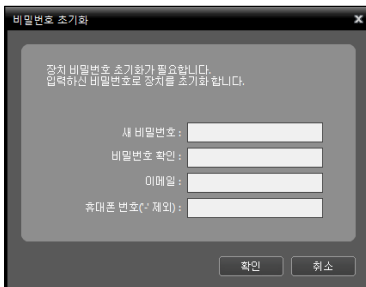 비밀번호 초기화 x
장치 비밀번호 초기화가 필요합니다.
입력하신 비밀번호로 장치를 초기화 합니다.
새 비밀번호 :
비밀번호 확인 :
이메일 :
휴대폰 번호('-' 제외) :
확인 취소